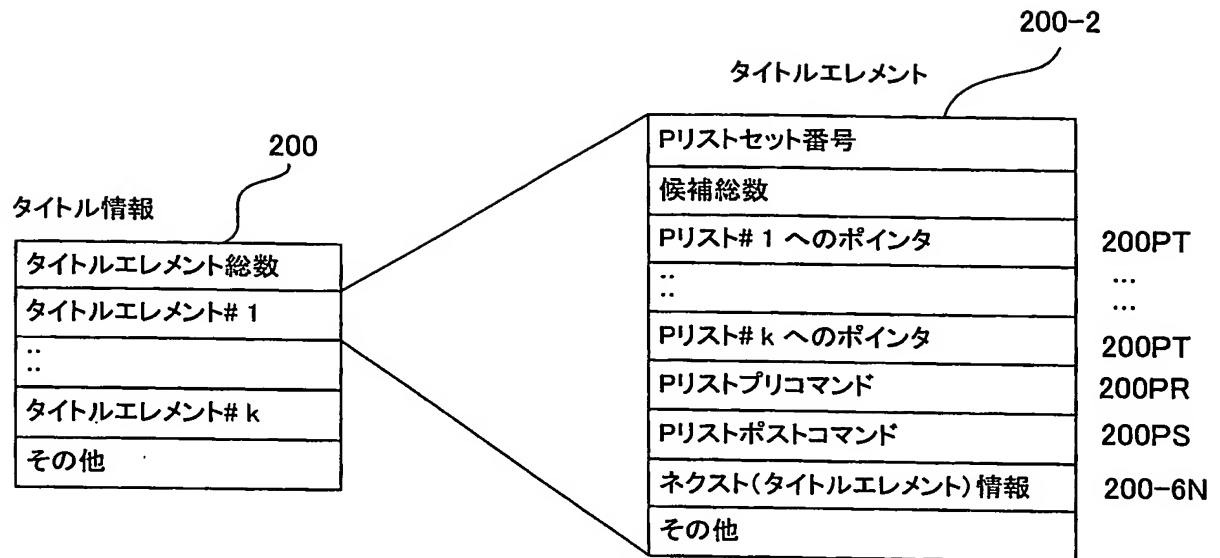 200-2
タイトルエレメント
200
タイトル情報
タイトルエレメント総数
タイトルエレメント#1
::
タイトルエレメント#k
その他
Pリストセット番号
候補総数
Pリスト#1 へのポインタ 200PT
:: ...
...
Pリスト#k へのポインタ 200PT
Pリストプリコマンド 200PR
Pリストポストコマンド 200PS
ネクスト(タイトルエレメント)情報 200-6N
その他